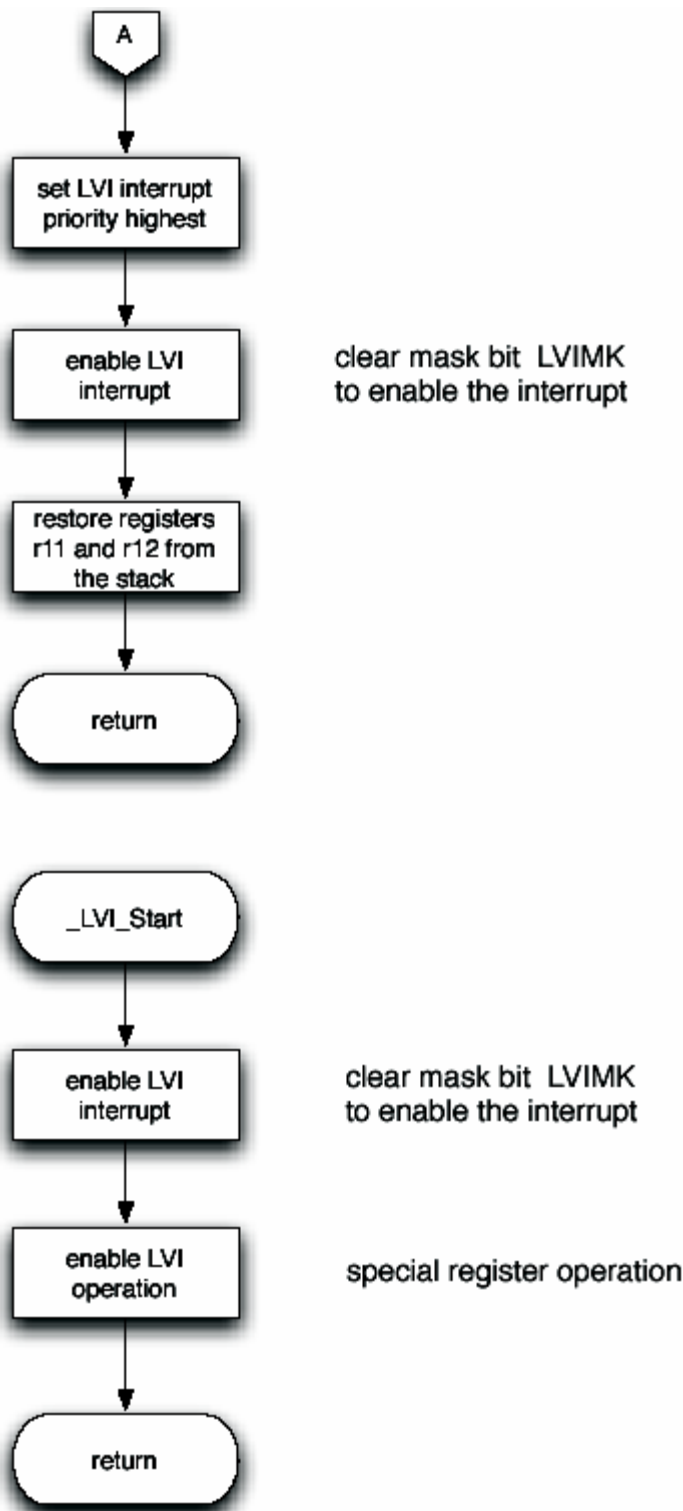 A
set LVI interrupt
priority highest
enable LVI
interrupt
clear mask bit LVIMK
to enable the interrupt
restore registers
r11 and r12 from
the stack
return
_LVI_Start
enable LVI
interrupt
clear mask bit LVIMK
to enable the interrupt
enable LVI
operation
special register operation
return